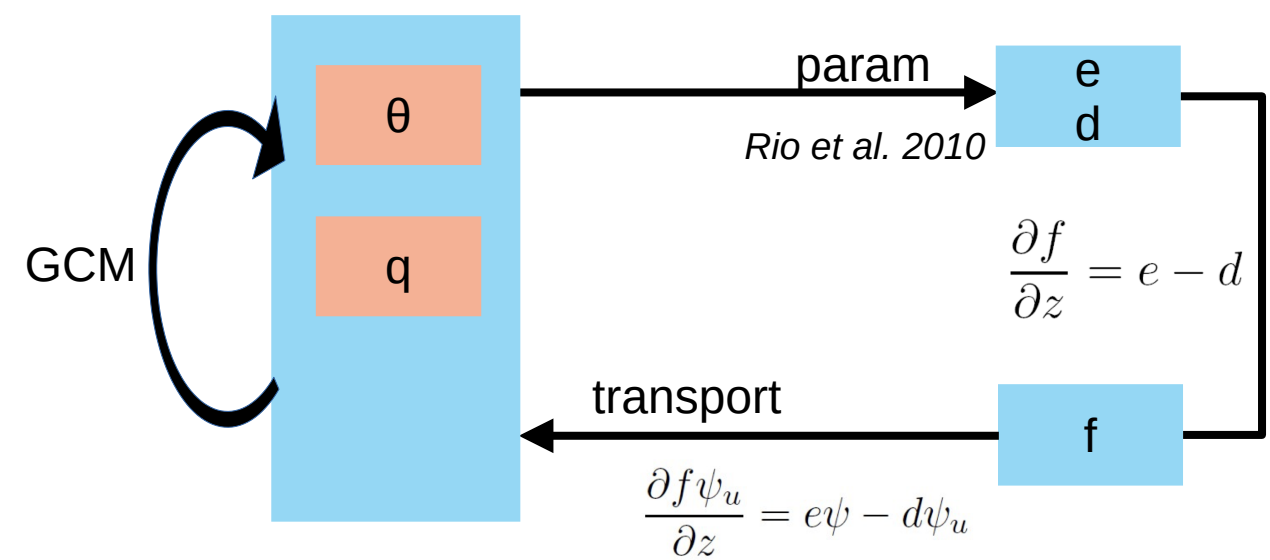 param
e
d
θ
Rio et al. 2010
GCM
q
∂f/∂z = e − d
transport
f
∂fψ_u/∂z = eψ − dψ_u